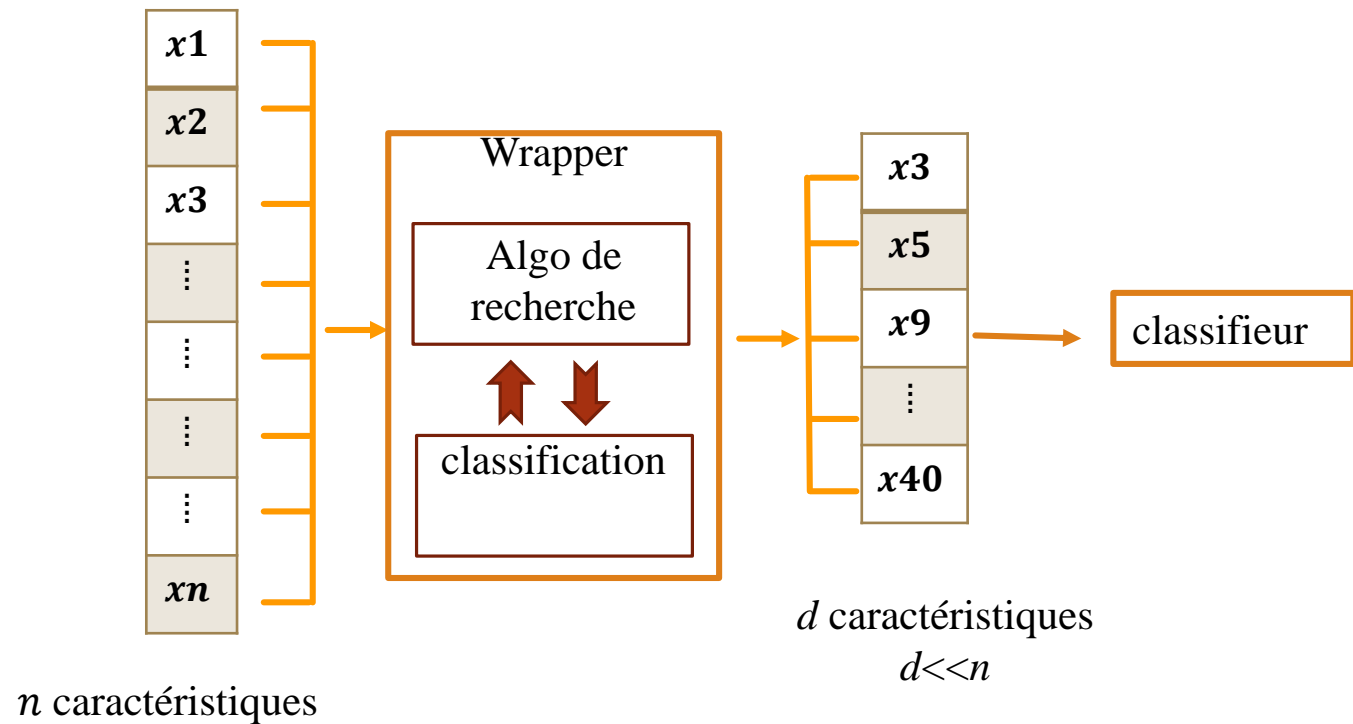 x1
x2
x3
⋮
⋮
⋮
⋮
xn
n caractéristiques
Wrapper
Algo de
recherche
classification
x3
x5
x9
⋮
x40
d caractéristiques
d<<n
classifieur